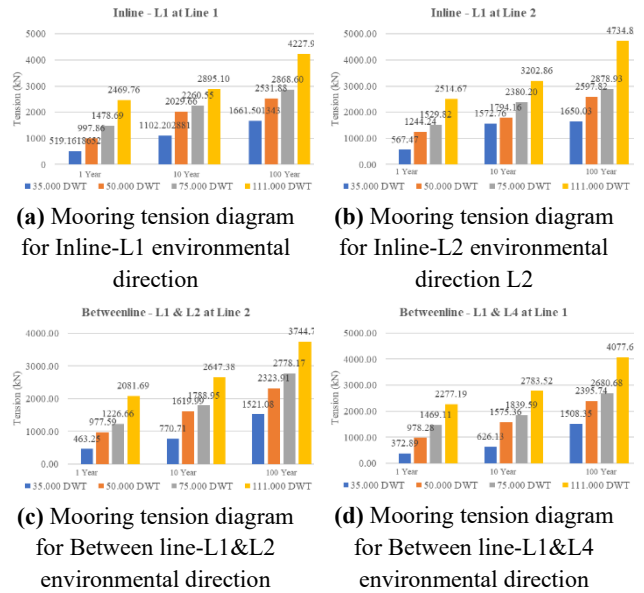 Inline - L1 at Line 1
Tension (kN)
5000
4000
3000
2000
1000
0
519.1618652
997.86
1478.69
2469.76
1102.202881
2029.66
2260.55
2895.10
1661.501343
2531.88
2868.60
4227.9
1 Year
10 Year
100 Year
35.000 DWT
50.000 DWT
75.000 DWT
111.000 DWT
(a) Mooring tension diagram
for Inline-L1 environmental
direction
Inline - L1 at Line 2
Tension (kN)
5000.00
4000.00
3000.00
2000.00
1000.00
0.00
567.47
1244.24
1529.82
2514.67
1572.76
1794.16
2380.20
3202.86
1650.03
2597.82
2878.93
4734.8
1 Year
10 Year
100 Year
35.000 DWT
50.000 DWT
75.000 DWT
111.000 DWT
(b) Mooring tension diagram
for Inline-L2 environmental
direction L2
Betweenline - L1 & L2 at Line 2
Tension (kN)
4000.00
3000.00
2000.00
1000.00
0.00
463.25
977.59
1226.66
2081.69
770.71
1619.99
1788.95
2647.38
1521.08
2323.91
2778.17
3744.7
1 Year
10 Year
100 Year
35.000 DWT
50.000 DWT
75.000 DWT
111.000 DWT
(c) Mooring tension diagram
for Between line-L1&L2
environmental direction
Betweenline - L1 & L4 at Line 1
Tension (kN)
5000.00
4000.00
3000.00
2000.00
1000.00
0.00
372.89
978.28
1469.11
2277.19
626.13
1575.36
1839.59
2783.52
1508.35
2395.74
2680.68
4077.6
1 Year
10 Year
100 Year
35.000 DWT
50.000 DWT
75.000 DWT
111.000 DWT
(d) Mooring tension diagram
for Between line-L1&L4
environmental direction